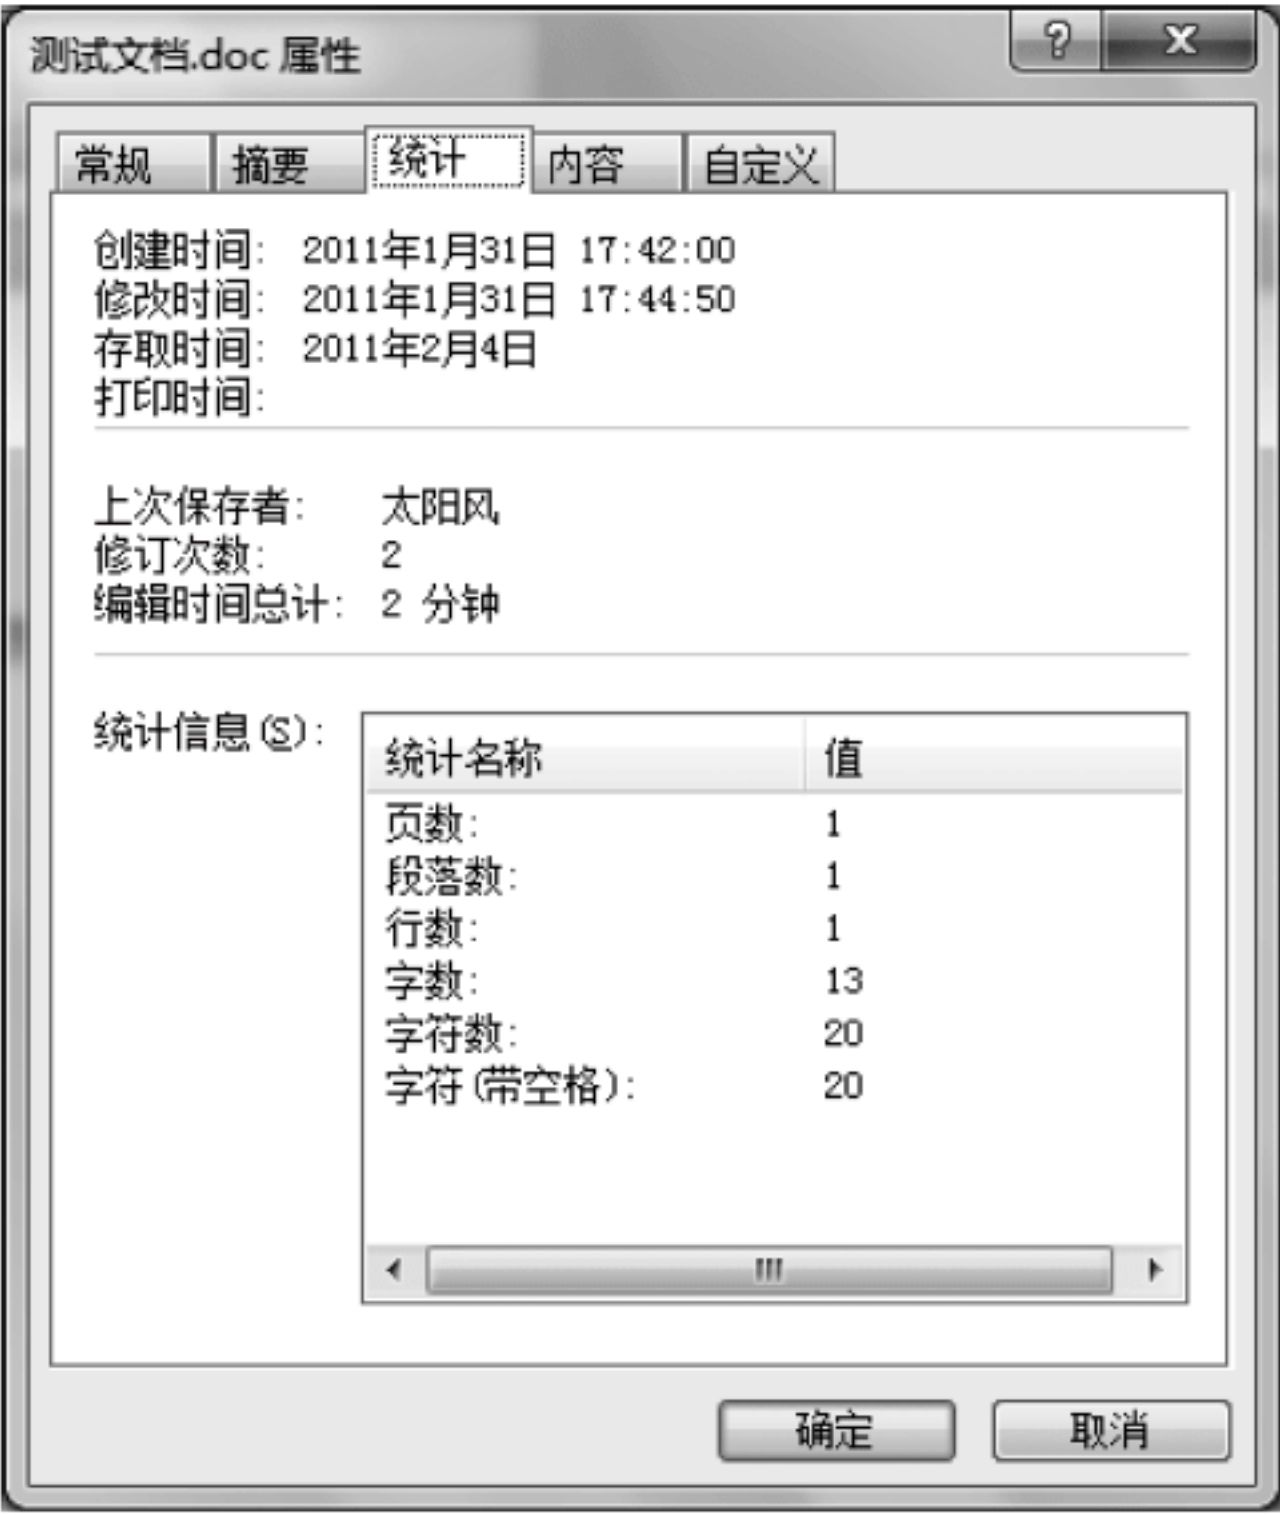 测试文档.doc 属性
常规 摘要 统计 内容 自定义
创建时间: 2011年1月31日 17:42:00
修改时间: 2011年1月31日 17:44:50
存取时间: 2011年2月4日
打印时间:
上次保存者: 太阳风
修订次数: 2
编辑时间总计: 2 分钟
统计信息(S):
统计名称 值
页数: 1
段落数: 1
行数: 1
字数: 13
字符数: 20
字符(带空格): 20
确定 取消